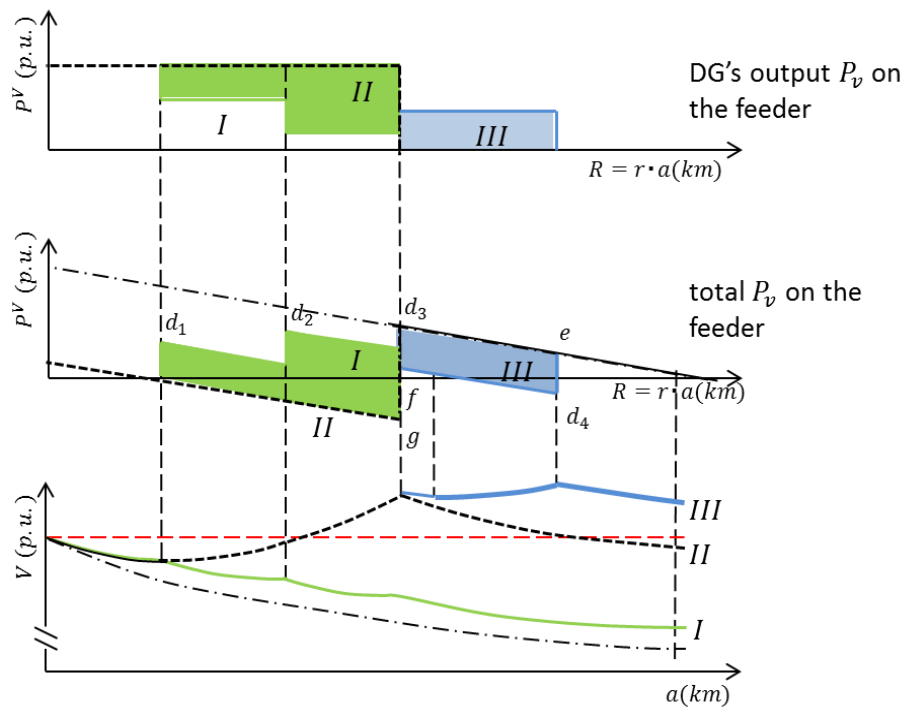 P^V (p.u.)
I
II
III
R = r·a(km)
DG's output P_v on
the feeder
P^V (p.u.)
d_1
d_2
d_3
e
I
III
II
f
g
d_4
R = r·a(km)
total P_v on the
feeder
V (p.u.)
III
II
I
a(km)